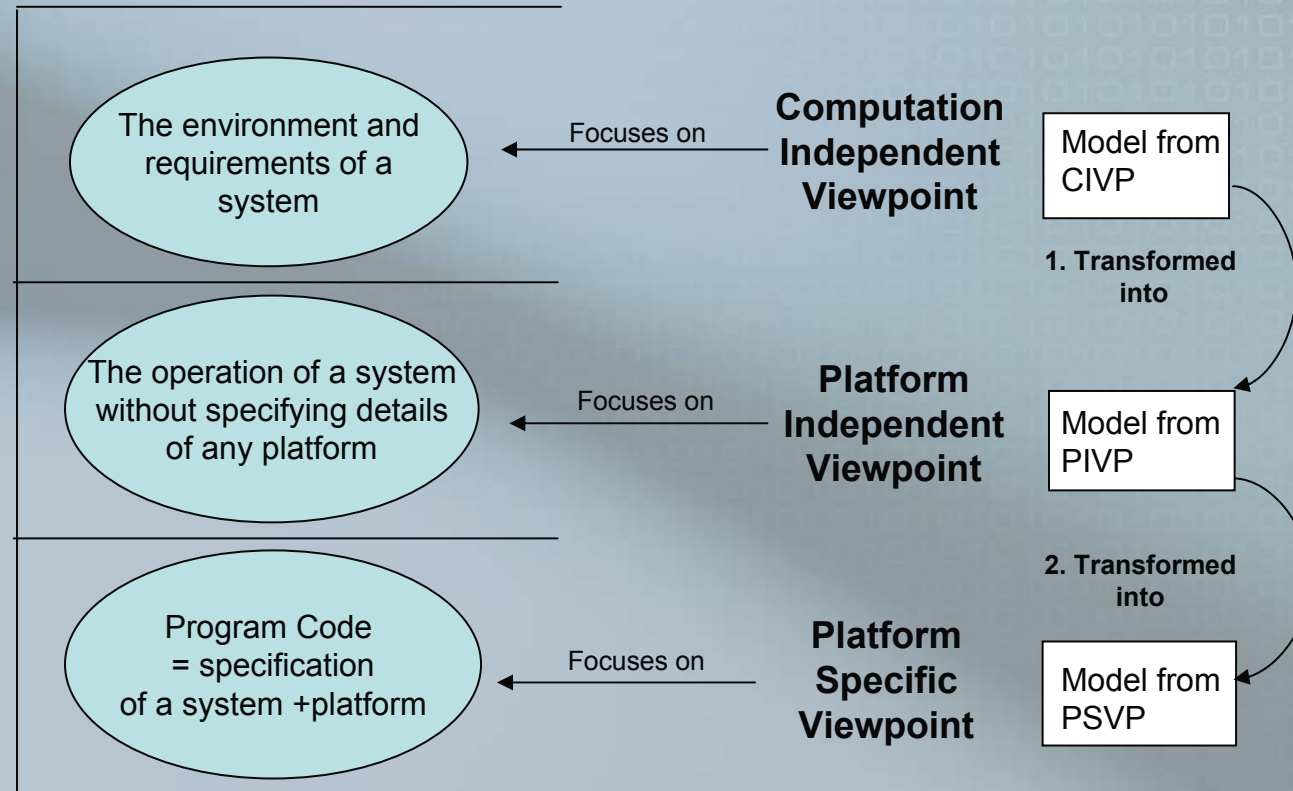 The environment and
requirements of a
system
Focuses on
Computation
Independent
Viewpoint
Model from
CIVP
1. Transformed
into
The operation of a system
without specifying details
of any platform
Focuses on
Platform
Independent
Viewpoint
Model from
PIVP
2. Transformed
into
Program Code
= specification
of a system +platform
Focuses on
Platform
Specific
Viewpoint
Model from
PSVP